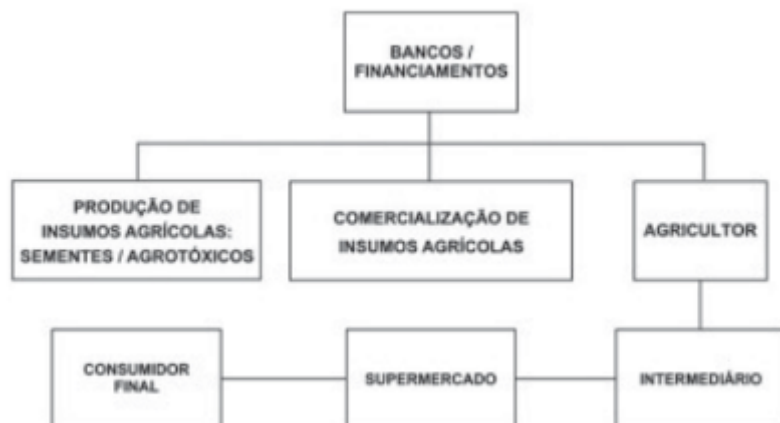 BANCOS /
FINANCIAMENTOS
PRODUÇÃO DE
INSUMOS AGRÍCOLAS:
SEMENTES / AGROTÓXICOS
COMERCIALIZAÇÃO DE
INSUMOS AGRÍCOLAS
AGRICULTOR
CONSUMIDOR
FINAL
SUPERMERCADO
INTERMEDIÁRIO